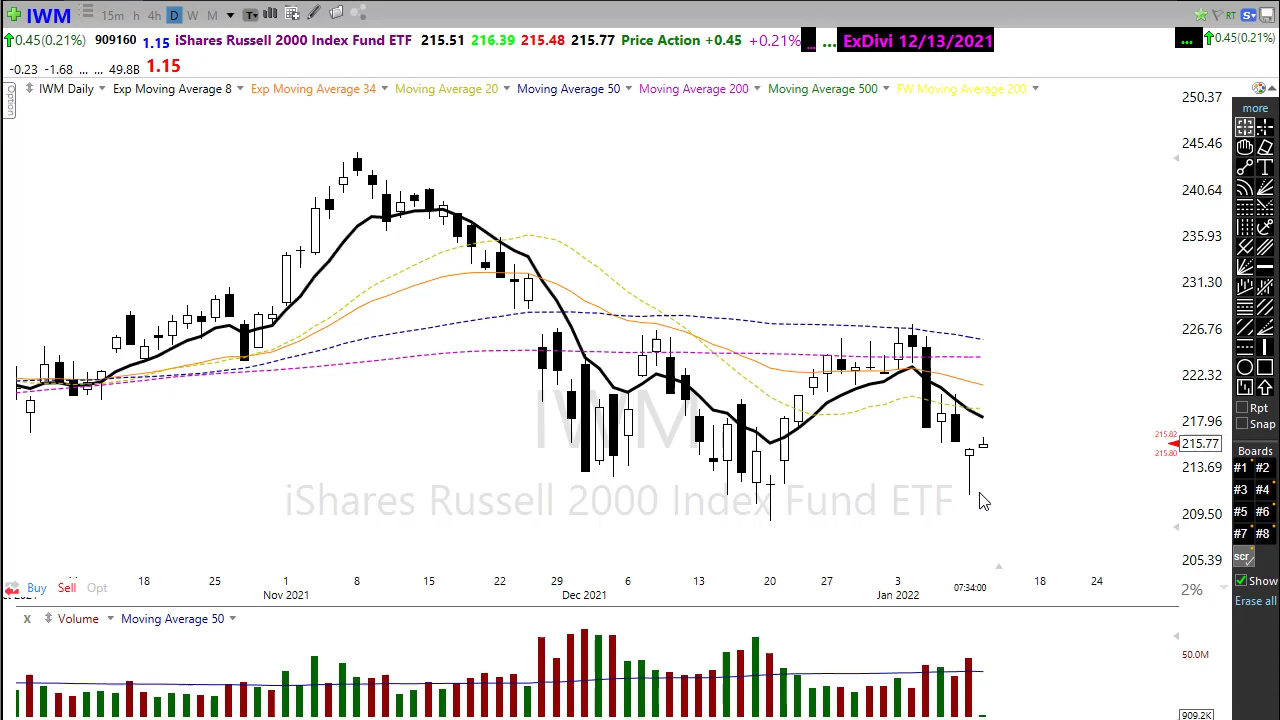 IWM 15m h 4h D W M T RT S
0.45(0.21%) 909160 1.15 iShares Russell 2000 Index Fund ETF 215.51 216.39 215.48 215.77 Price Action +0.45 +0.21% ... ... ExDivi 12/13/2021 ... 0.45(0.21%)
-0.23 -1.68 ... ... 49.8B 1.15
Option
IWM Daily Exp Moving Average 8 Exp Moving Average 34 Moving Average 20 Moving Average 50 Moving Average 200 Moving Average 500 FW Moving Average 200
250.37
245.46
240.64
235.93
231.30
226.76
222.32
217.96
215.82
215.77
215.80
213.69
209.50
205.39
IWM
iShares Russell 2000 Index Fund ETF
more
T
Rpt
Snap
Boards
#1 #2
#3 #4
#5 #6
#7 #8
scr
Show
Erase all
18 25 1 8 15 22 29 6 13 20 27 3 07:34:00 18 24
Buy Sell Opt
2%
Nov 2021 Dec 2021 Jan 2022
X Volume Moving Average 50
50.0M
909.2K